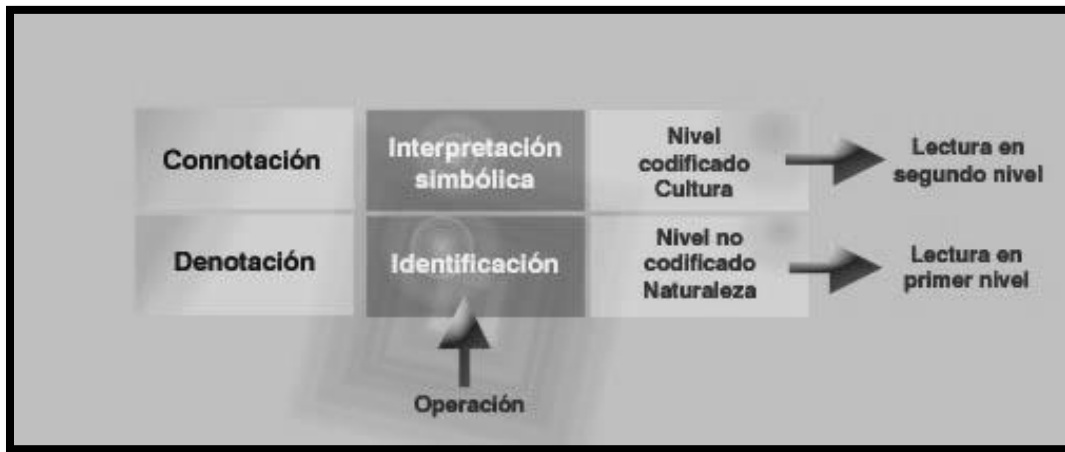 Connotación
Interpretación
simbólica
Nivel
codificado
Cultura
Lectura en
segundo nivel
Denotación
Identificación
Nivel no
codificado
Naturaleza
Lectura en
primer nivel
Operación